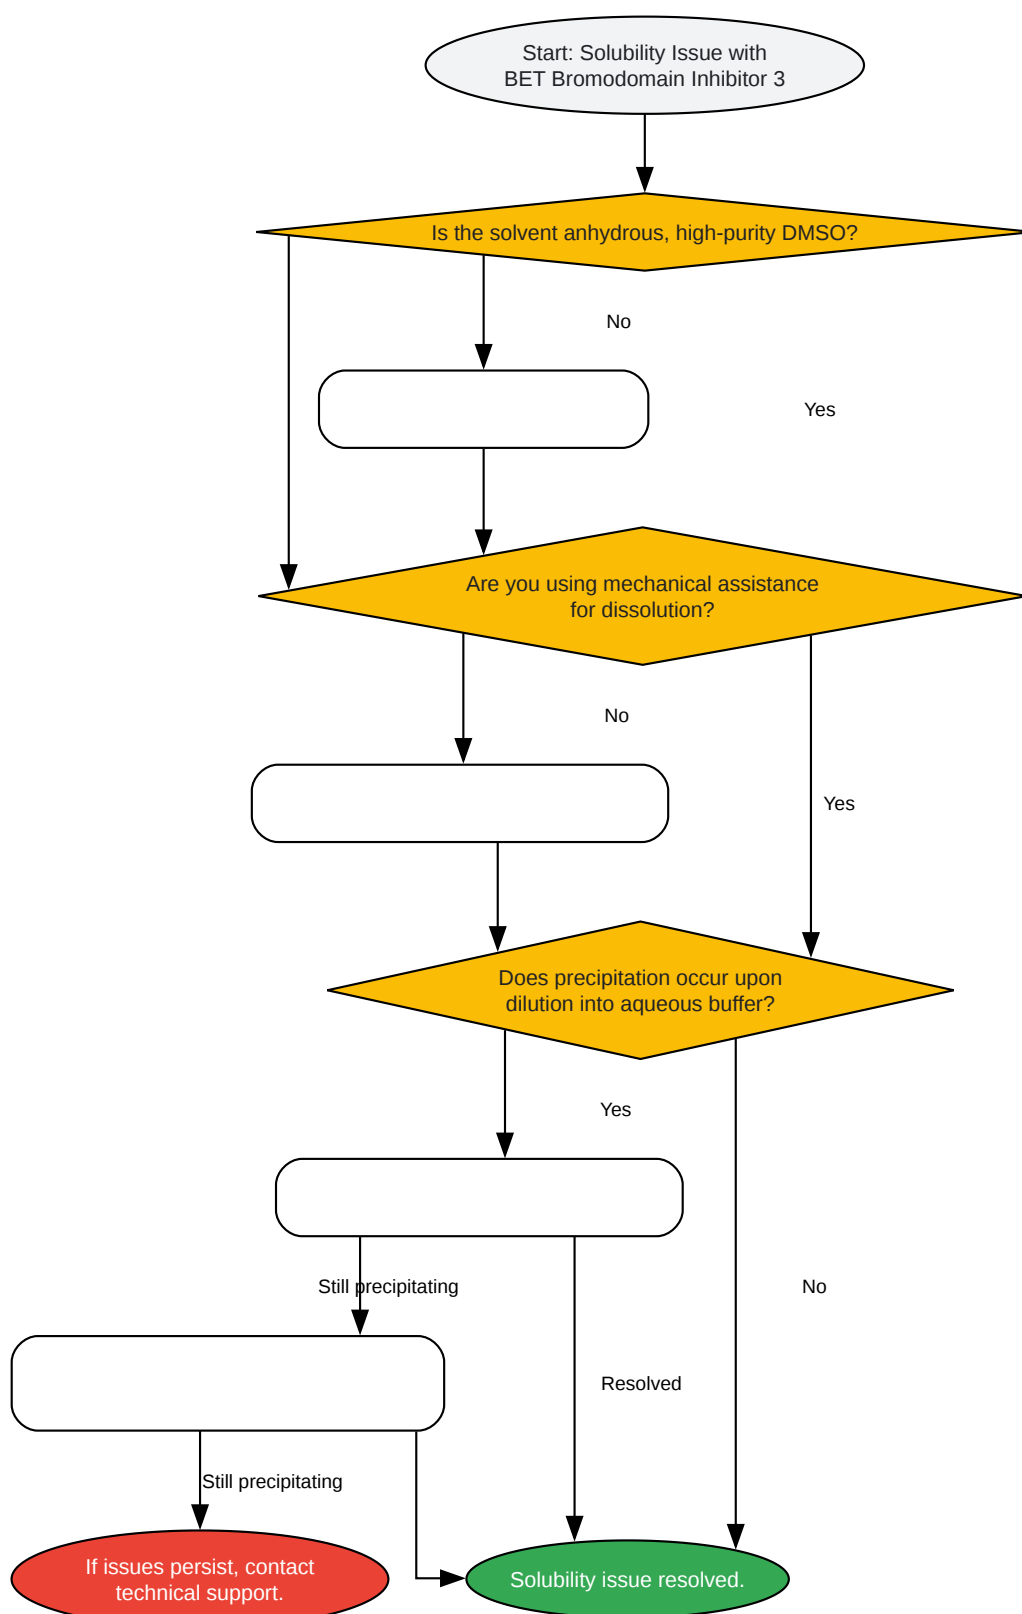 Start: Solubility Issue with
BET Bromodomain Inhibitor 3
Is the solvent anhydrous, high-purity DMSO?
No
Yes
Are you using mechanical assistance
for dissolution?
No
Yes
Does precipitation occur upon
dilution into aqueous buffer?
Yes
Still precipitating
No
Resolved
Still precipitating
If issues persist, contact
technical support.
Solubility issue resolved.